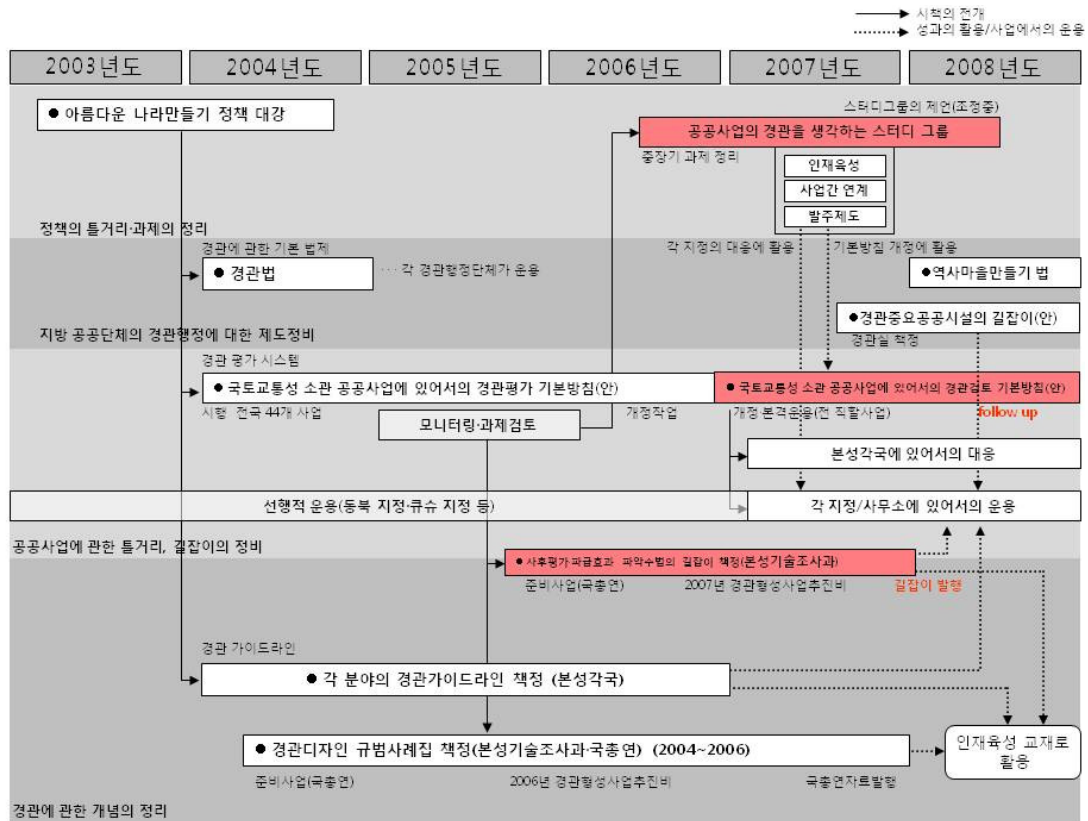 시책의 전개
성과의 활용/사업에서의 운용
2003년도 2004년도 2005년도 2006년도 2007년도 2008년도
● 아름다운 나라만들기 정책 대강
스터디그룹의 제언(조정중)
공공사업의 경관을 생각하는 스터디 그룹
중장기 과제 정리
인재육성
사업간 연계
발주제도
정책의 틀거리·과제의 정리
각 지정의 대응에 활용
기본방침 개정에 활용
경관에 관한 기본 법제
● 경관법
··· 각 경관행정단체가 운용
●역사마을만들기 법
●경관중요공공시설의 길잡이(안)
경관실 책정
지방 공공단체의 경관행정에 대한 제도정비
경관 평가 시스템
● 국토교통성 소관 공공사업에 있어서의 경관평가 기본방침(안)
● 국토교통성 소관 공공사업에 있어서의 경관검토 기본방침(안)
시행 전국 44개 사업
개정작업
개정·본격운용(전 직할사업)
follow up
모니터링·과제검토
본성각국에 있어서의 대응
선행적 운용(동북 지정·큐슈 지정 등)
각 지정/사무소에 있어서의 운용
공공사업에 관한 틀거리, 길잡이의 정비
● 사후평가·파급효과 파악수법의 길잡이 책정(본성기술조사과)
준비사업(국총연)
2007년 경관형성사업추진비
길잡이 발행
경관 가이드라인
● 각 분야의 경관가이드라인 책정 (본성각국)
● 경관디자인 규범사례집 책정(본성기술조사과·국총연) (2004~2006)
인재육성 교재로
활용
준비사업(국총연)
2006년 경관형성사업추진비
국총연자료발행
경관에 관한 개념의 정리